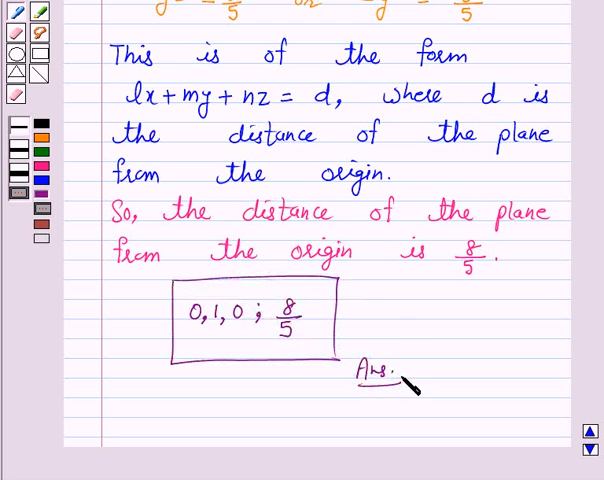 This is of the form
lx + my + nz = d, where d is
the distance of the plane
from the origin.
So, the distance of the plane
from the origin is 8/5.
0, 1, 0 ; 8/5
Ans.